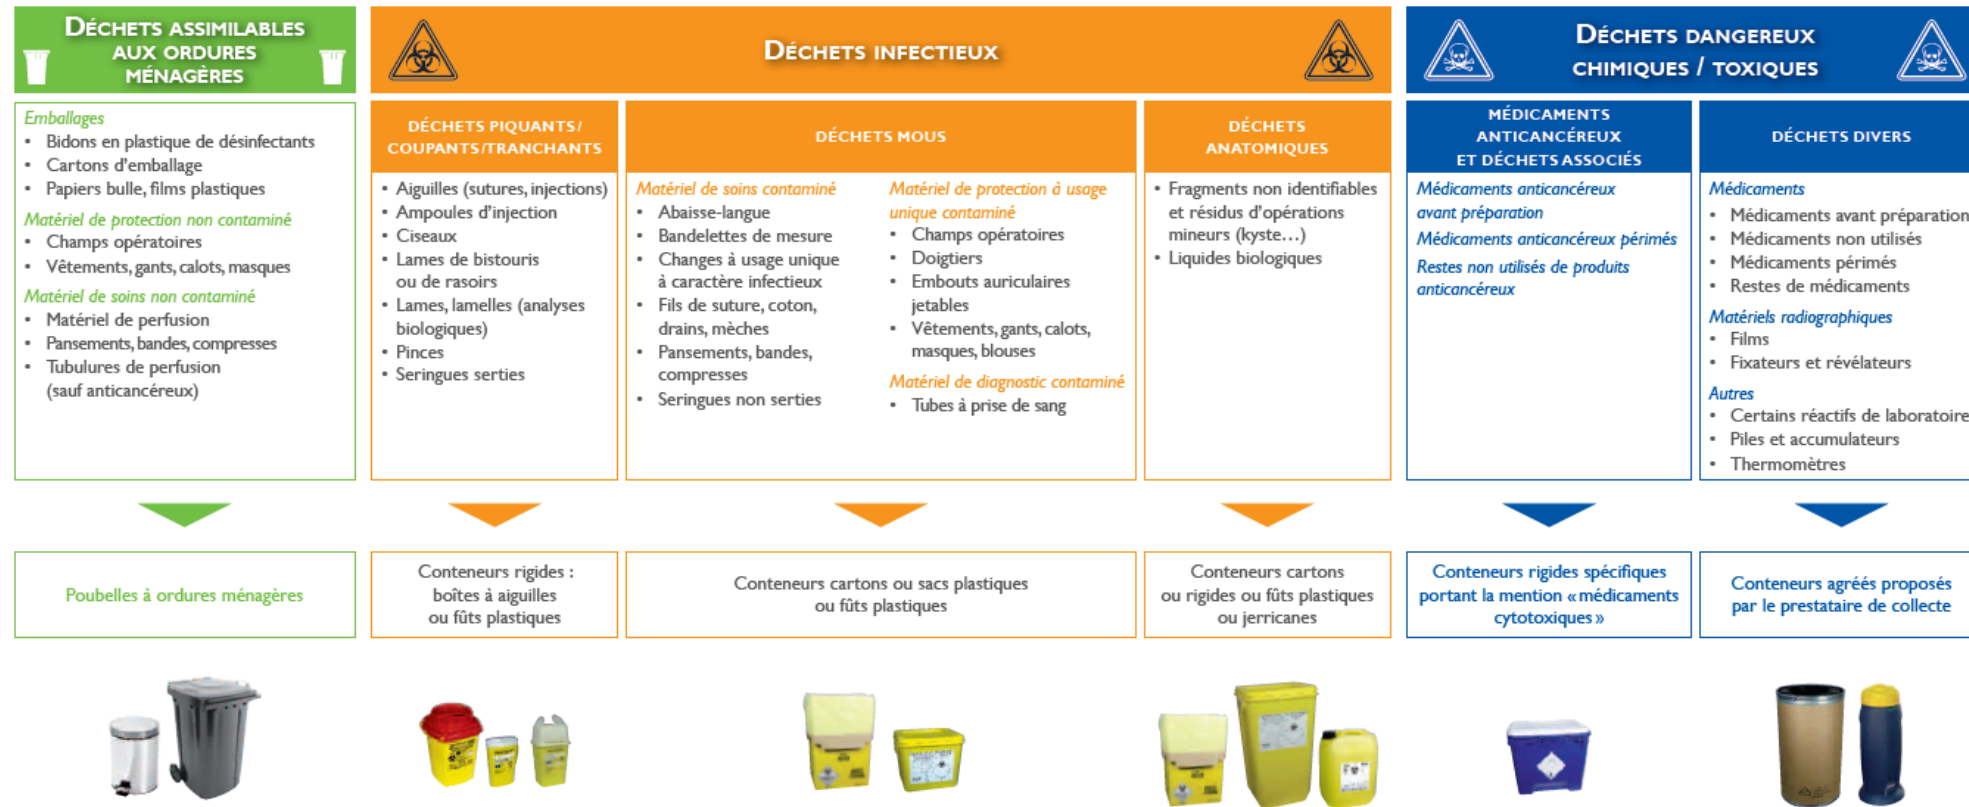 DÉCHETS ASSIMILABLES
AUX ORDURES
MÉNAGÈRES
Emballages
• Bidons en plastique de désinfectants
• Cartons d'emballage
• Papiers bulle, films plastiques
Matériel de protection non contaminé
• Champs opératoires
• Vêtements, gants, calots, masques
Matériel de soins non contaminé
• Matériel de perfusion
• Pansements, bandes, compresses
• Tubulures de perfusion
(sauf anticancéreux)
Poubelles à ordures ménagères
DÉCHETS INFECTIEUX
DÉCHETS PIQUANTS/
COUPANTS/TRANCHANTS
• Aiguilles (sutures, injections)
• Ampoules d'injection
• Ciseaux
• Lames de bistouris
ou de rasoirs
• Lames, lamelles (analyses
biologiques)
• Pinces
• Seringues serties
Conteneurs rigides :
boîtes à aiguilles
ou fûts plastiques
DÉCHETS MOUS
Matériel de soins contaminé
• Abaisse-langue
• Bandelettes de mesure
• Changes à usage unique
à caractère infectieux
• Fils de suture, coton,
drains, mèches
• Pansements, bandes,
compresses
• Seringues non serties
Matériel de protection à usage
unique contaminé
• Champs opératoires
• Doigtiers
• Embouts auriculaires
jetables
• Vêtements, gants, calots,
masques, blouses
Matériel de diagnostic contaminé
• Tubes à prise de sang
Conteneurs cartons ou sacs plastiques
ou fûts plastiques
DÉCHETS
ANATOMIQUES
• Fragments non identifiables
et résidus d'opérations
mineurs (kyste…)
• Liquides biologiques
Conteneurs cartons
ou rigides ou fûts plastiques
ou jerricanes
DÉCHETS DANGEREUX
CHIMIQUES / TOXIQUES
MÉDICAMENTS
ANTICANCÉREUX
ET DÉCHETS ASSOCIÉS
Médicaments anticancéreux
avant préparation
Médicaments anticancéreux périmés
Restes non utilisés de produits
anticancéreux
Conteneurs rigides spécifiques
portant la mention «médicaments
cytotoxiques»
DÉCHETS DIVERS
Médicaments
• Médicaments avant préparation
• Médicaments non utilisés
• Médicaments périmés
• Restes de médicaments
Matériels radiographiques
• Films
• Fixateurs et révélateurs
Autres
• Certains réactifs de laboratoire
• Piles et accumulateurs
• Thermomètres
Conteneurs agréés proposés
par le prestataire de collecte